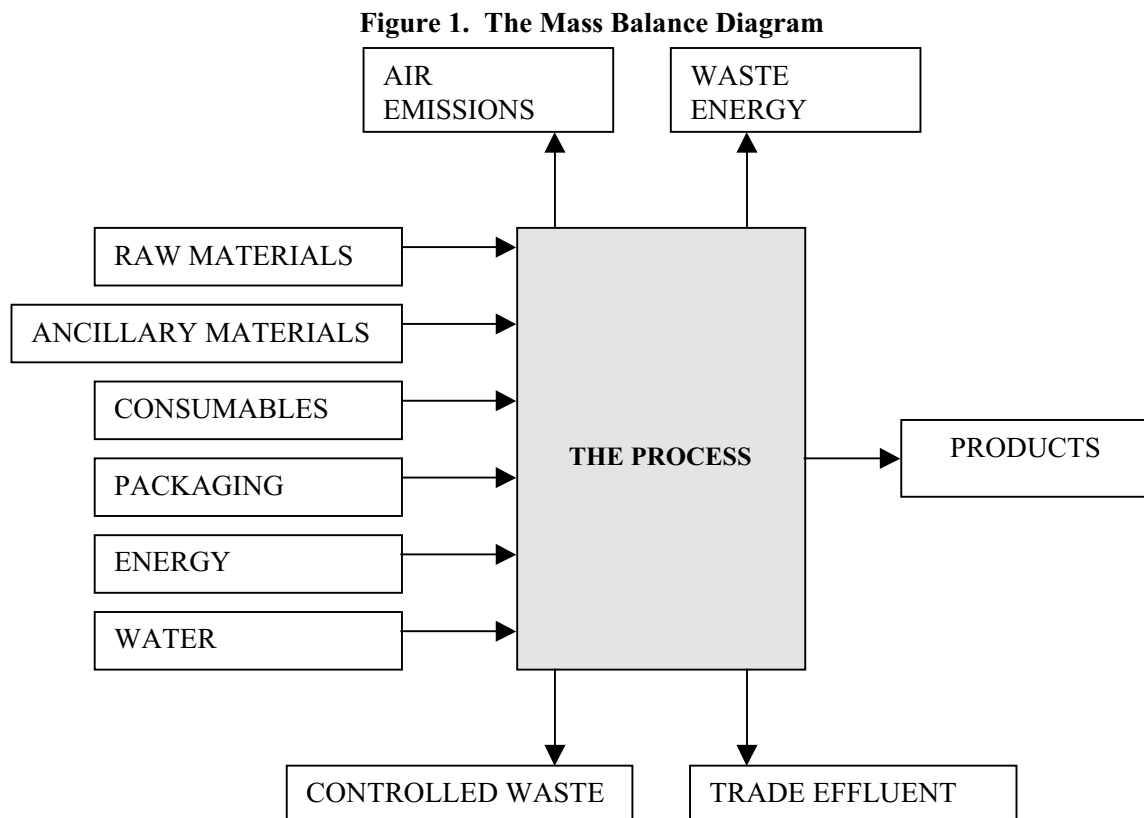 Figure 1. The Mass Balance Diagram
AIR
EMISSIONS
WASTE
ENERGY
RAW MATERIALS
ANCILLARY MATERIALS
CONSUMABLES
PACKAGING
ENERGY
WATER
THE PROCESS
PRODUCTS
CONTROLLED WASTE
TRADE EFFLUENT